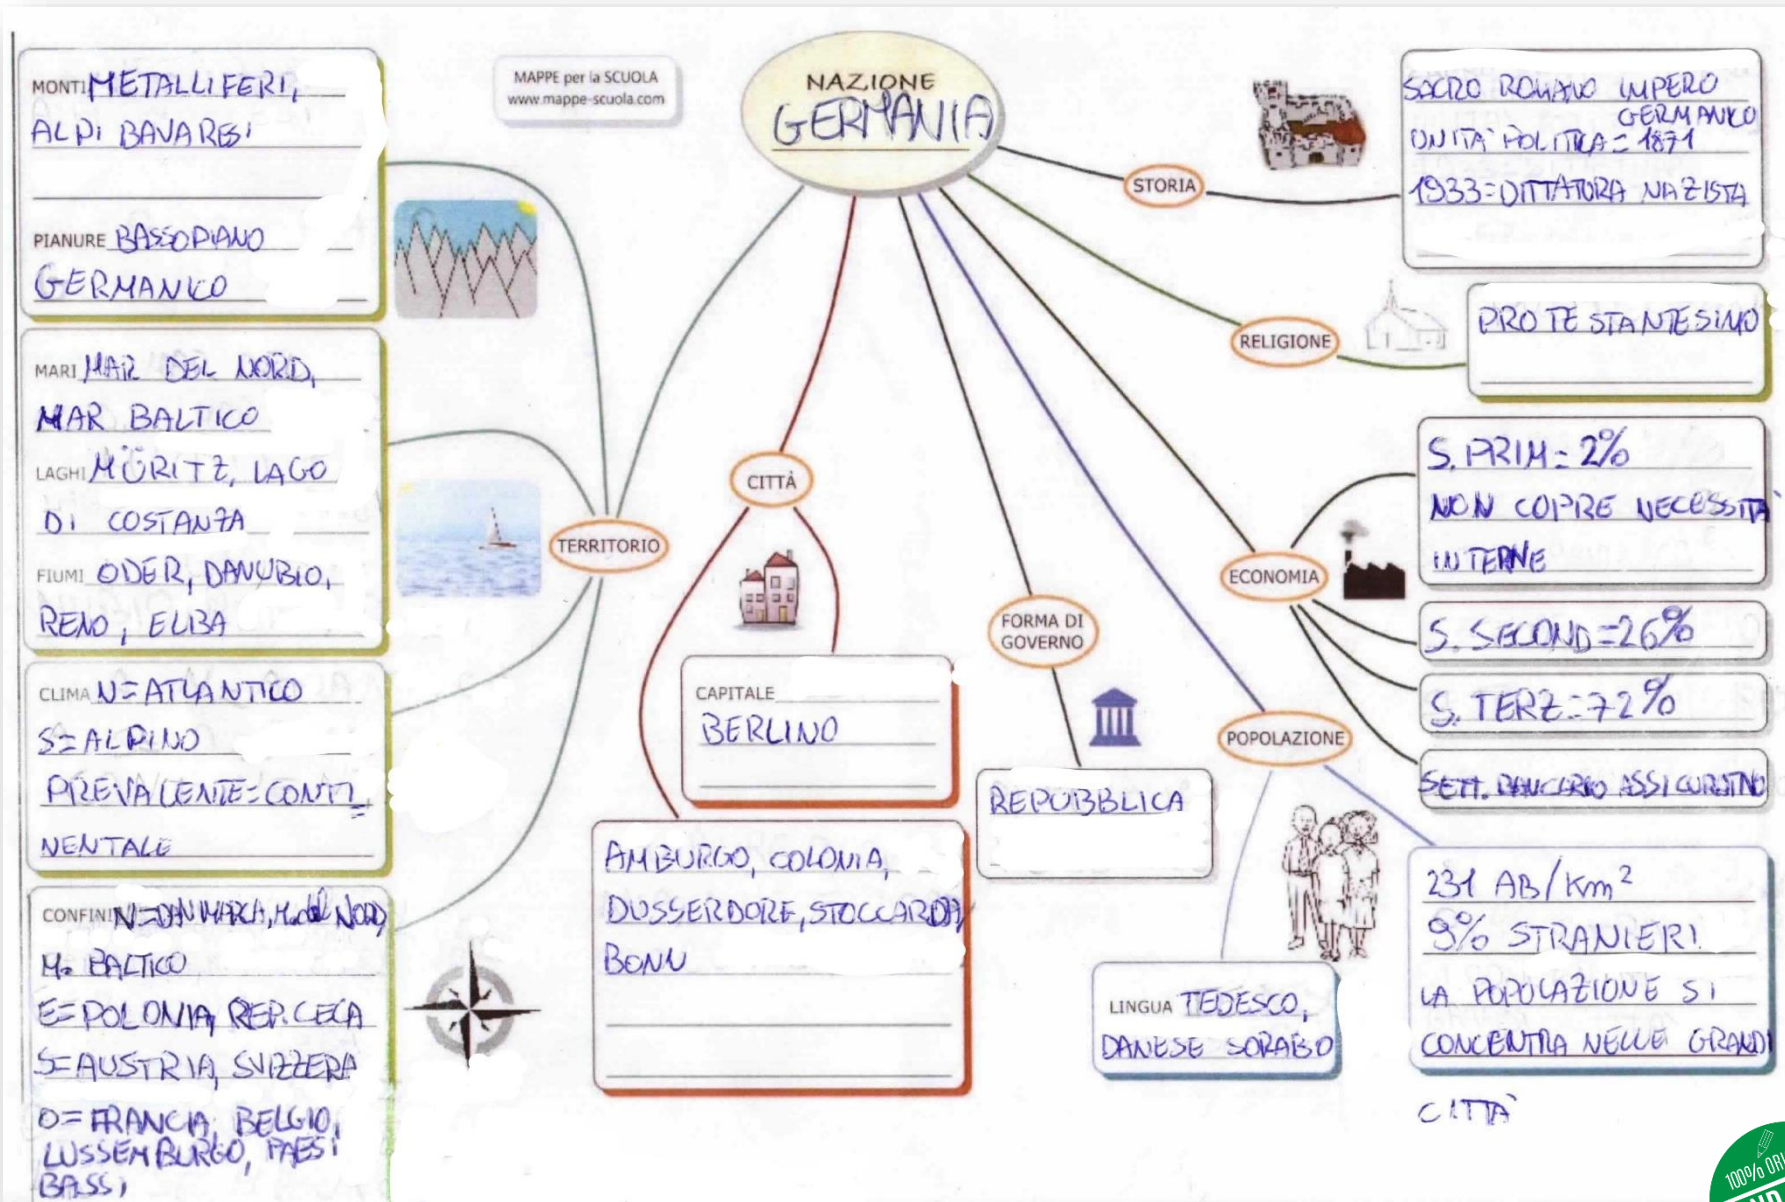 NAZIONE
GERMANIA
MAPPE per la SCUOLA
www.mappe-scuola.com
MONTI METALLIFERI,
ALPI BAVARESI
PIANURE BASSOPIANO
GERMANICO
MARI MAR DEL NORD,
MAR BALTICO
LAGHI MÜRITZ, LAGO
DI COSTANZA
FIUMI ODER, DANUBIO,
RENO, ELBA
CLIMA N=ATLANTICO
S=ALPINO
PREVALENTE=CONTI
NENTALE
CONFINI N=DANIMARCA, M. del NORD,
M. BALTICO
E=POLONIA, REP. CECA
S=AUSTRIA, SVIZZERA
O=FRANCIA, BELGIO,
LUSSEMBURGO, PAESI
BASSI
TERRITORIO
CITTÀ
CAPITALE
BERLINO
AMBURGO, COLONIA,
DUSSERDORF, STOCCARDA,
BONN
FORMA DI
GOVERNO
REPUBBLICA
POPOLAZIONE
LINGUA TEDESCO,
DANESE SORABO
231 AB/Km²
9% STRANIERI
LA POPOLAZIONE SI
CONCENTRA NELLE GRANDI
CITTÀ
ECONOMIA
S. PRIM=2%
NON COPRE NECESSITÀ
INTERNE
S. SECOND=26%
S. TERZ=72%
SETT. BANCARIO ASSICURATIVO
RELIGIONE
PROTESTANTESIMO
STORIA
SACRO ROMANO IMPERO
GERMANICO
UNITA' POLITICA=1871
1933=DITTATURA NAZISTA